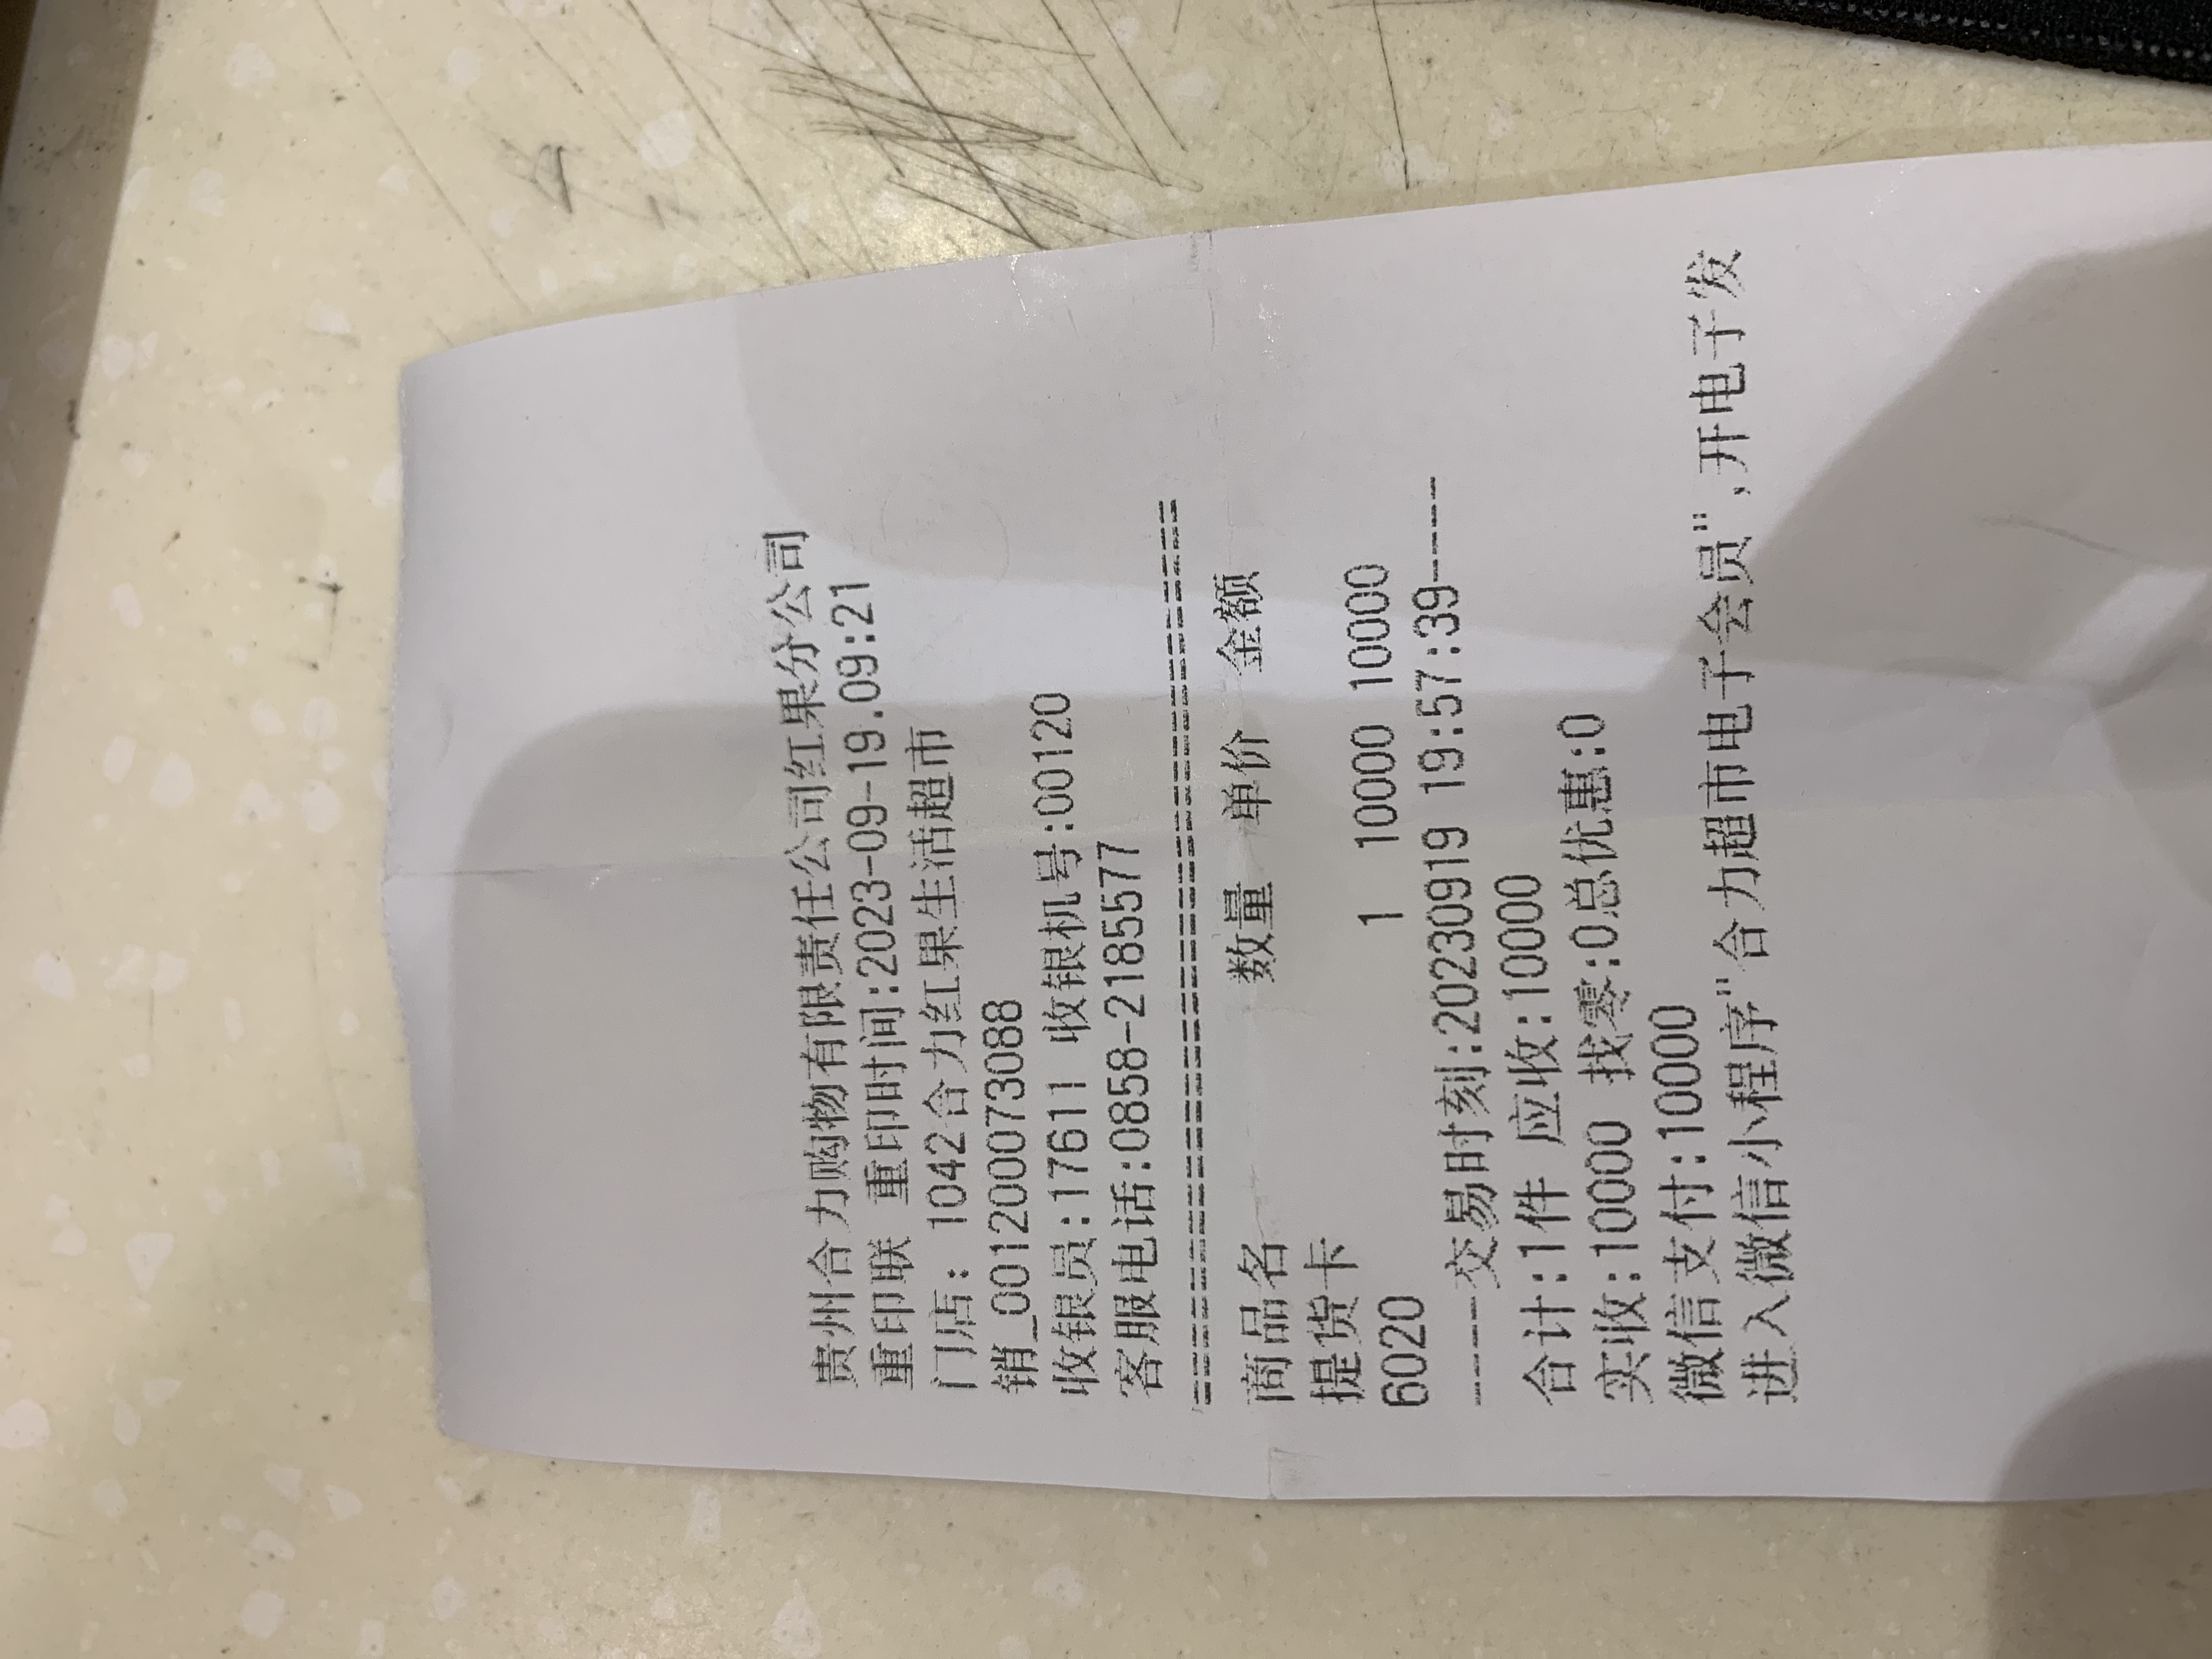 贵州合力购物有限责任公司红果分公司
重印联 重印时间:2023-09-19.09:21
门店: 1042合力红果生活超市
销_001200073088
收银员:17611 收银机号:00120
客服电话:0858-2185577
================================
商品名 数量 单价 金额
提货卡
6020 1 10000 10000
----交易时刻:20230919 19:57:39----
合计:1件 应收:10000
实收:10000 找零:0总优惠:0
微信支付:10000
进入微信小程序"合力超市电子会员",开电子发